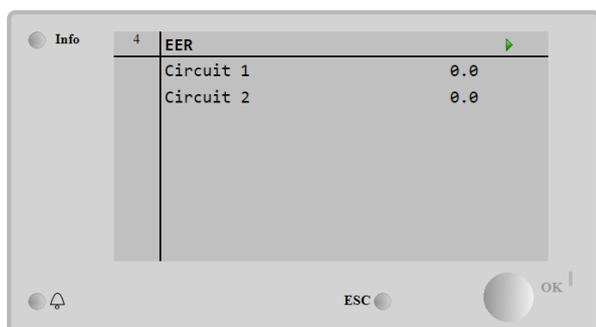 Info
4 EER
Circuit 1 0.0
Circuit 2 0.0
ESC
OK